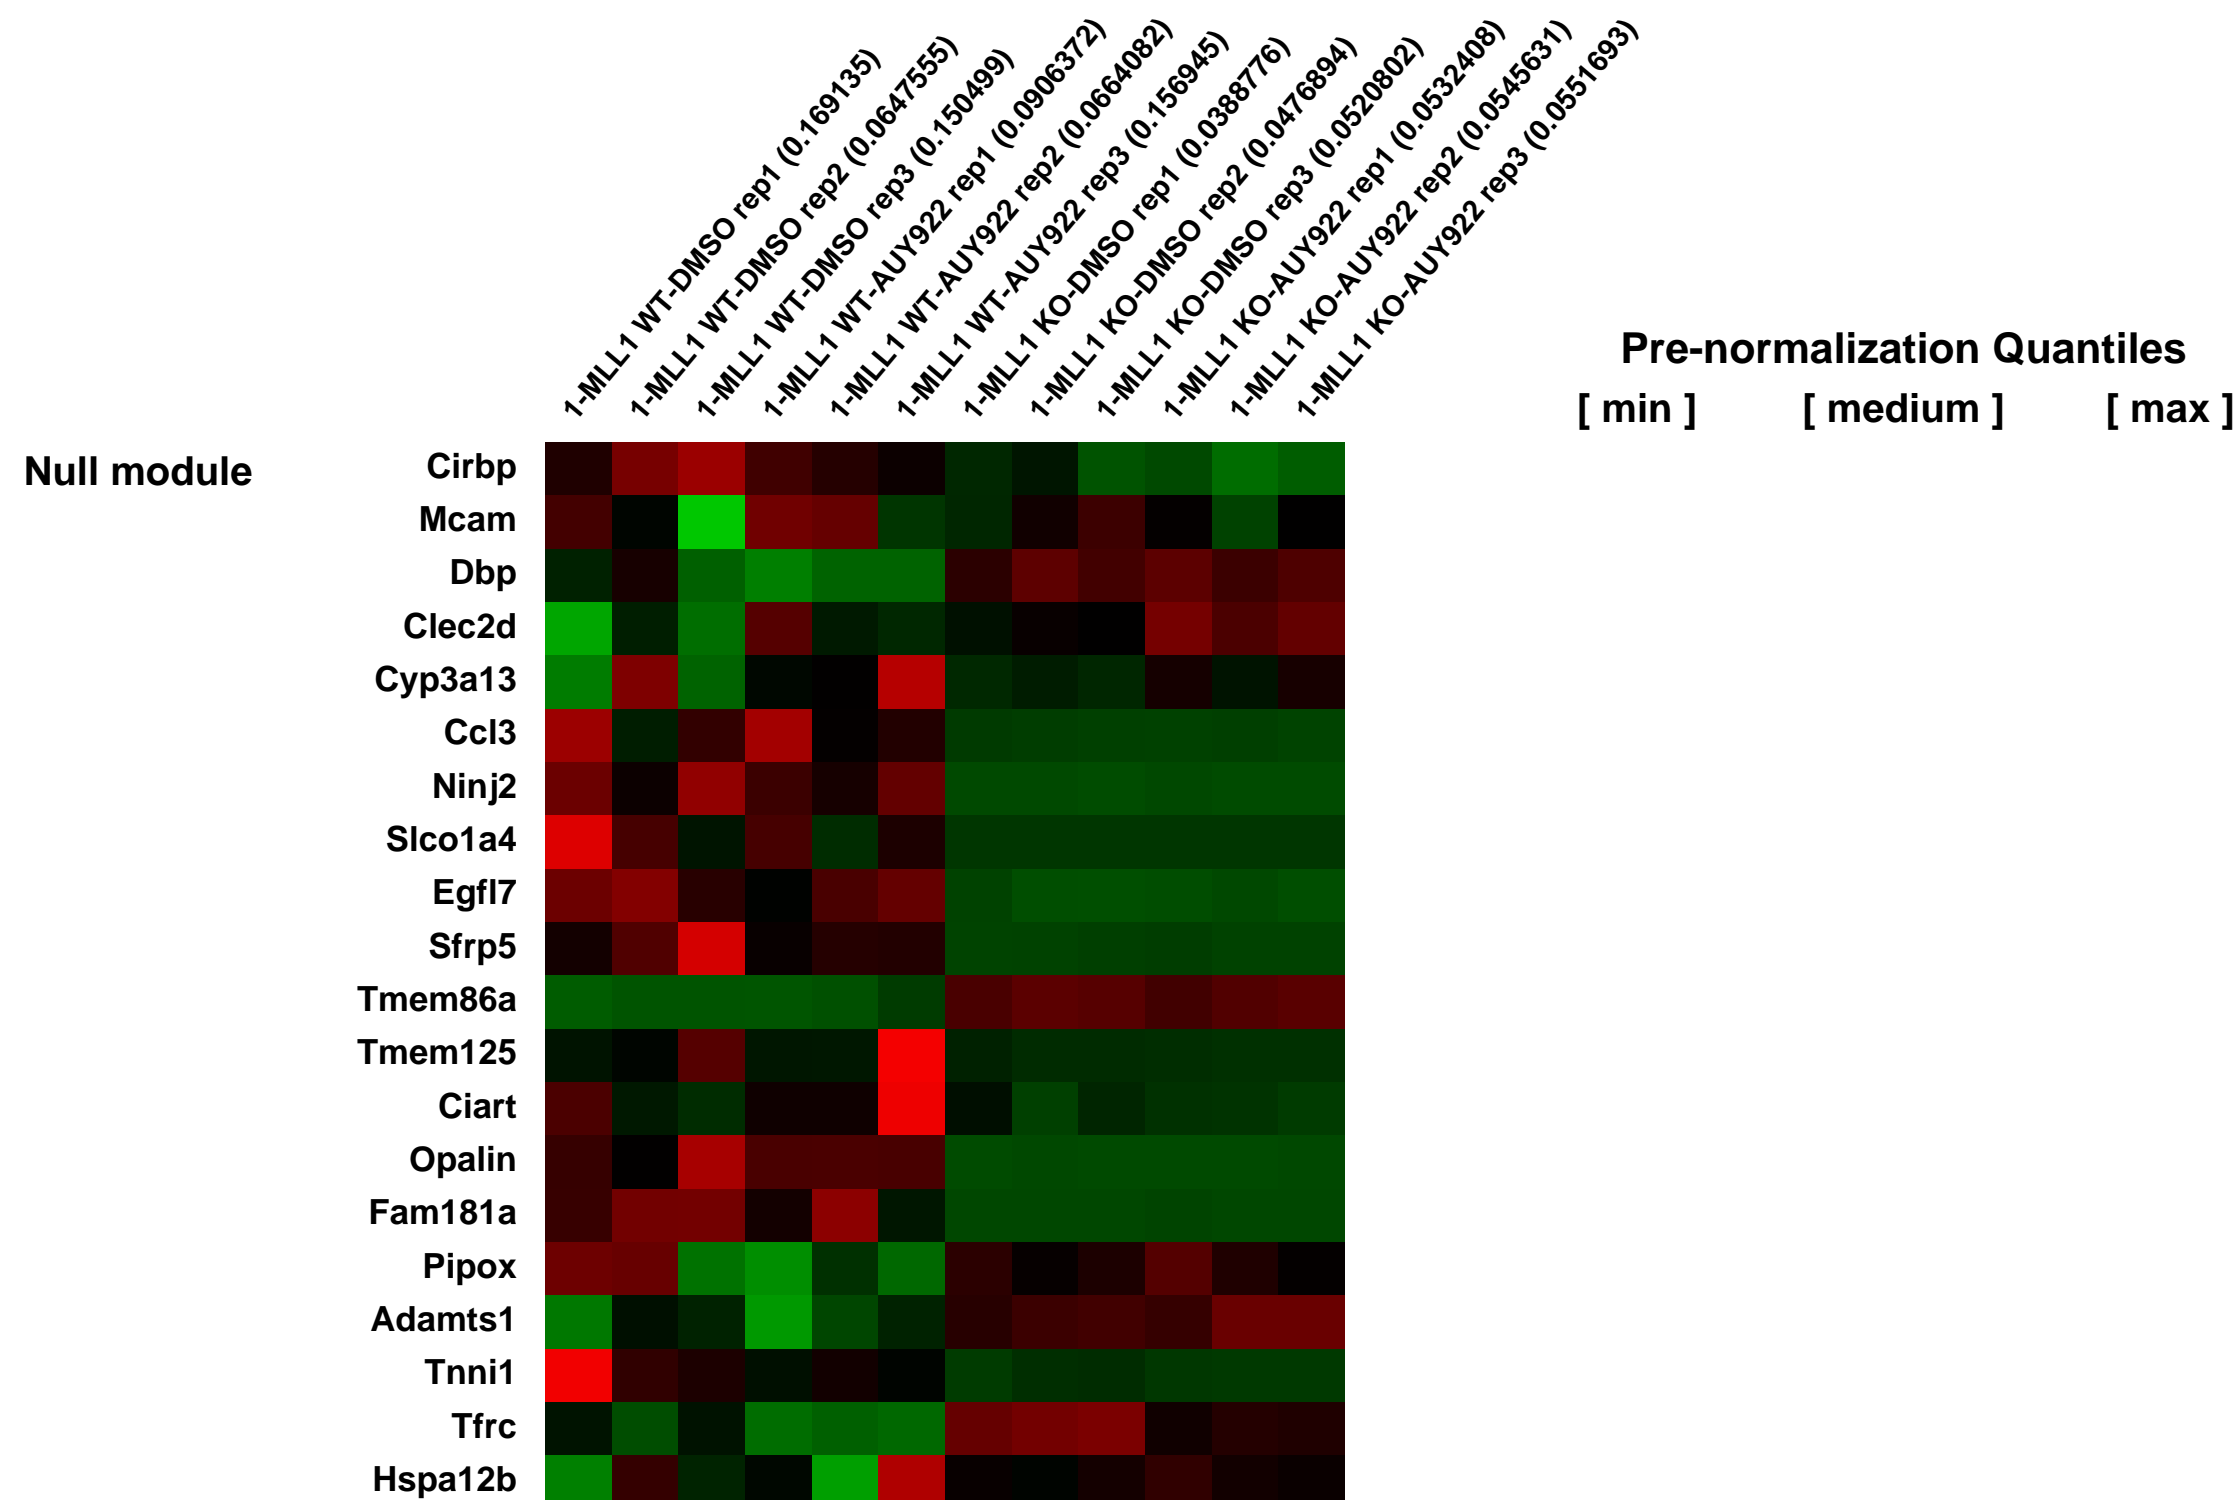 1-MLL1 WT-DMSO rep1 (0.169135)
1-MLL1 WT-DMSO rep2 (0.0647555)
1-MLL1 WT-DMSO rep3 (0.150499)
1-MLL1 WT-AUY922 rep1 (0.0906372)
1-MLL1 WT-AUY922 rep2 (0.0664082)
1-MLL1 WT-AUY922 rep3 (0.156945)
1-MLL1 KO-DMSO rep1 (0.0388776)
1-MLL1 KO-DMSO rep2 (0.0476894)
1-MLL1 KO-DMSO rep3 (0.0520802)
1-MLL1 KO-AUY922 rep1 (0.0532408)
1-MLL1 KO-AUY922 rep2 (0.0545631)
1-MLL1 KO-AUY922 rep3 (0.0551693)
Pre-normalization Quantiles
[ min ] [ medium ] [ max ]
Null module
Cirbp
Mcam
Dbp
Clec2d
Cyp3a13
Ccl3
Ninj2
Slco1a4
Egfl7
Sfrp5
Tmem86a
Tmem125
Ciart
Opalin
Fam181a
Pipox
Adamts1
Tnni1
Tfrc
Hspa12b